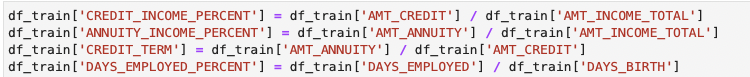 df_train['CREDIT_INCOME_PERCENT'] = df_train['AMT_CREDIT'] / df_train['AMT_INCOME_TOTAL']
df_train['ANNUITY_INCOME_PERCENT'] = df_train['AMT_ANNUITY'] / df_train['AMT_INCOME_TOTAL']
df_train['CREDIT_TERM'] = df_train['AMT_ANNUITY'] / df_train['AMT_CREDIT']
df_train['DAYS_EMPLOYED_PERCENT'] = df_train['DAYS_EMPLOYED'] / df_train['DAYS_BIRTH']